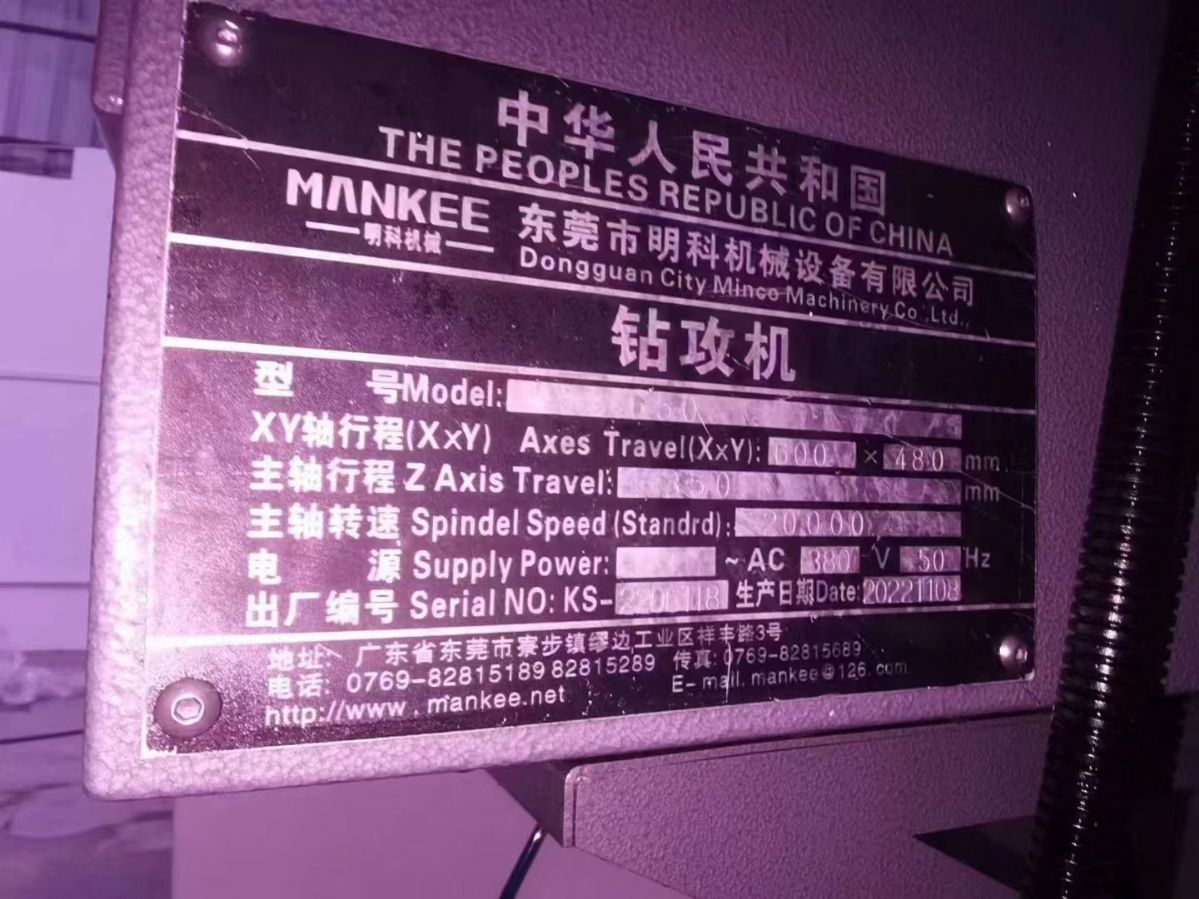 中华人民共和国
THE PEOPLES REPUBLIC OF CHINA
MANKEE
明科机械
东莞市明科机械设备有限公司
Dongguan City Minco Machinery Co.,Ltd.,
钻攻机
型 号Model: 650
XY轴行程(X×Y) Axes Travel(X×Y): 600 × 480 mm
主轴行程 Z Axis Travel: 350 mm
主轴转速 Spindel Speed (Standrd): 20000
电 源 Supply Power: ~AC 380 V 50 Hz
出厂编号 Serial NO: KS- 生产日期Date: 20221108
地址: 广东省东莞市寮步镇缪边工业区祥丰路3号
电话: 0769-82815189 82815289 传真: 0769-82815689
http://www.mankee.net E-mail.mankee@126.com